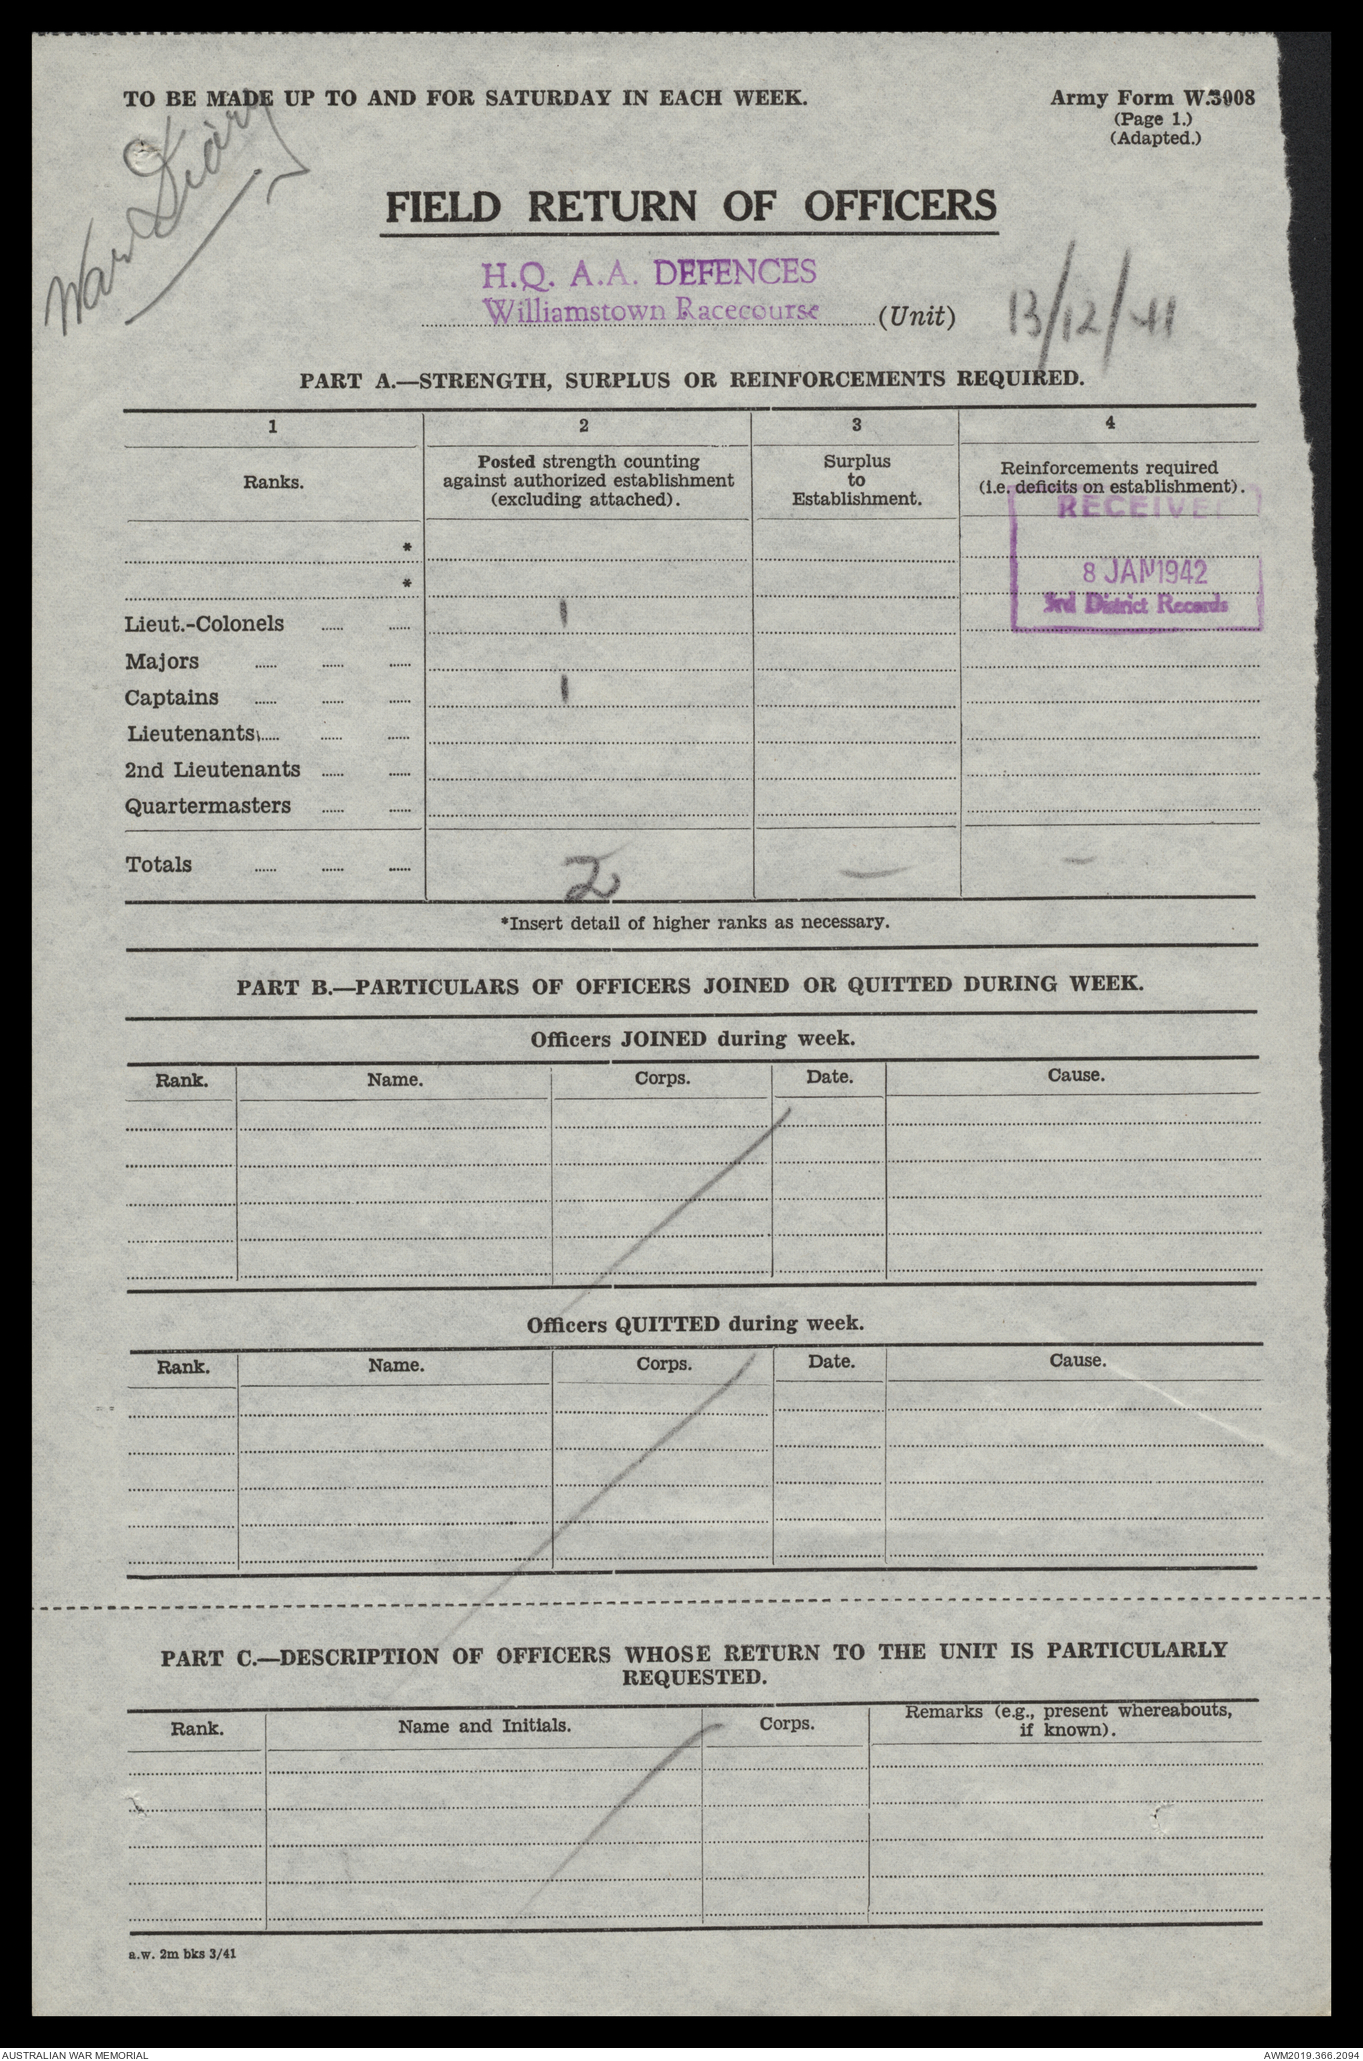 TO BE MADE UP TO AND FOR SATURDAY IN EACH WEEK.
Army Form W.3008
(Page 1.)
(Adapted.)
War Diary
FIELD RETURN OF OFFICERS
H.Q. A.A. DEFENCES
Williamstown Racecourse (Unit)
13/12/41
PART A.—STRENGTH, SURPLUS OR REINFORCEMENTS REQUIRED.
1 2 3 4
Ranks.
Posted strength counting
against authorized establishment
(excluding attached).
Surplus
to
Establishment.
Reinforcements required
(i.e. deficits on establishment).
RECEIVED
8 JAN 1942
3rd District Records
*
*
Lieut.-Colonels ...... ...... 1
Majors ...... ...... ......
Captains ...... ...... ...... 1
Lieutenants ...... ...... ......
2nd Lieutenants ...... ......
Quartermasters ...... ......
Totals ...... ...... ...... 2 — —
*Insert detail of higher ranks as necessary.
PART B.—PARTICULARS OF OFFICERS JOINED OR QUITTED DURING WEEK.
Officers JOINED during week.
Rank. Name. Corps. Date. Cause.
Officers QUITTED during week.
Rank. Name. Corps. Date. Cause.
PART C.—DESCRIPTION OF OFFICERS WHOSE RETURN TO THE UNIT IS PARTICULARLY
REQUESTED.
Rank. Name and Initials. Corps. Remarks (e.g., present whereabouts,
if known).
a.w. 2m bks 3/41
AUSTRALIAN WAR MEMORIAL
AWM2019.366.2094